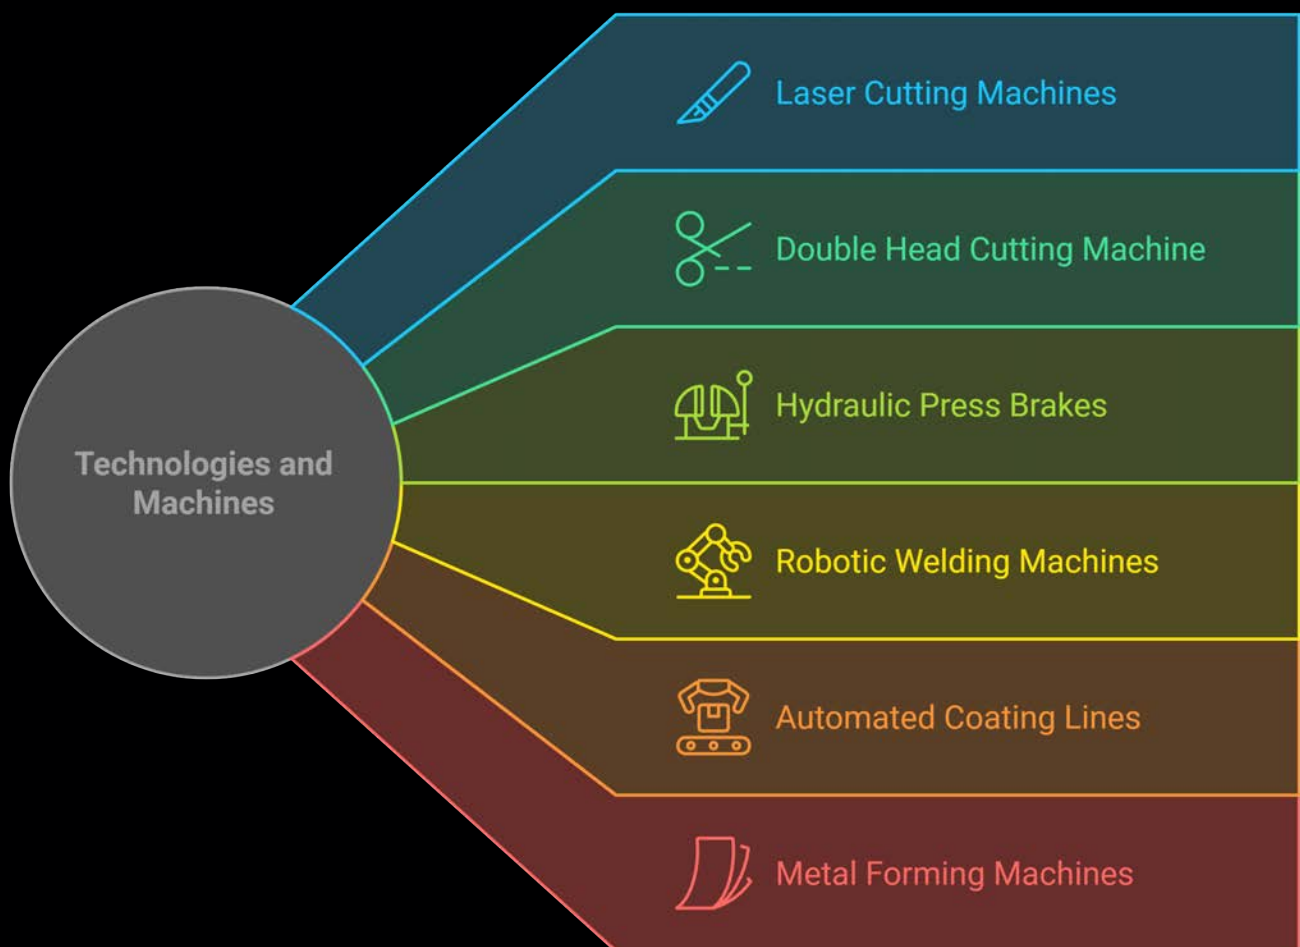 Laser Cutting Machines
Double Head Cutting Machine
Hydraulic Press Brakes
Technologies and
Machines
Robotic Welding Machines
Automated Coating Lines
Metal Forming Machines